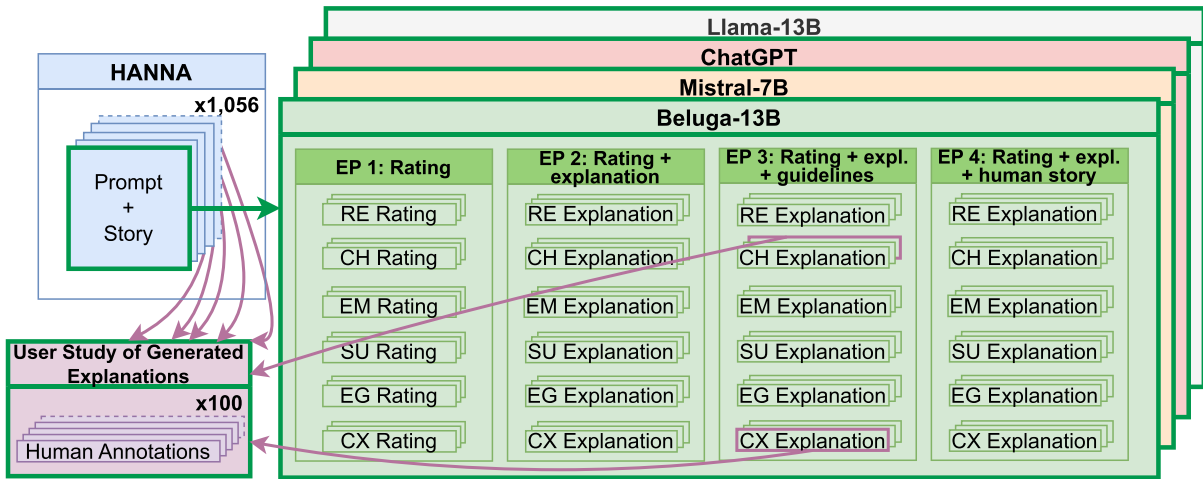 Llama-13B
ChatGPT
Mistral-7B
Beluga-13B
HANNA
x1,056
Prompt
+
Story
EP 1: Rating
RE Rating
CH Rating
EM Rating
SU Rating
EG Rating
CX Rating
EP 2: Rating +
explanation
RE Explanation
CH Explanation
EM Explanation
SU Explanation
EG Explanation
CX Explanation
EP 3: Rating + expl.
+ guidelines
RE Explanation
CH Explanation
EM Explanation
SU Explanation
EG Explanation
CX Explanation
EP 4: Rating + expl.
+ human story
RE Explanation
CH Explanation
EM Explanation
SU Explanation
EG Explanation
CX Explanation
User Study of Generated
Explanations
x100
Human Annotations